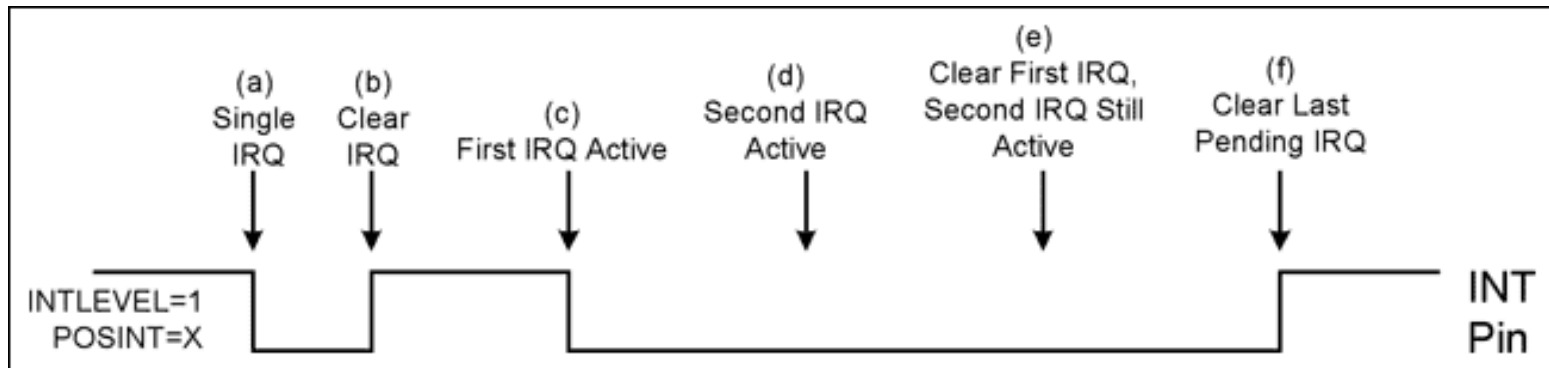 (a)
Single
IRQ
(b)
Clear
IRQ
(c)
First IRQ Active
(d)
Second IRQ
Active
(e)
Clear First IRQ,
Second IRQ Still
Active
(f)
Clear Last
Pending IRQ
INTLEVEL=1
POSINT=X
INT
Pin